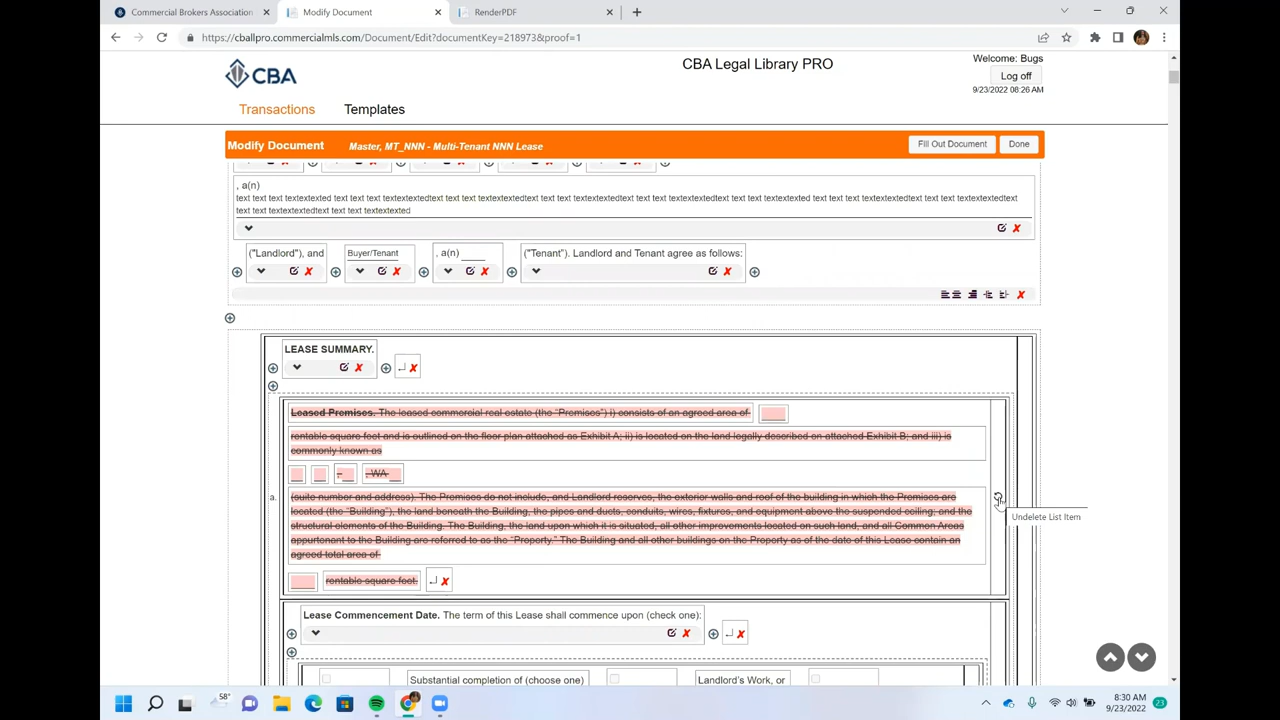 Commercial Brokers Association
Modify Document
RenderPDF
https://cballpro.commercialmls.com/Document/Edit?documentKey=218973&proof=1
CBA
CBA Legal Library PRO
Welcome: Bugs
Log off
9/23/2022 08:26 AM
Transactions
Templates
Modify Document
Master, MT_NNN - Multi-Tenant NNN Lease
Fill Out Document
Done
, a(n)
text text text textextexted text text text textextextedtext text text textextextedtext text text textextextedtext text text textextextedtext text text textextexted text text text textextextedtext
text text text textextextedtext text text textextexted
("Landlord"), and
Buyer/Tenant
, a(n) ____
("Tenant"). Landlord and Tenant agree as follows:
LEASE SUMMARY.
Leased Premises. The leased commercial real estate (the “Premises”) i) consists of an agreed area of
rentable square feet and is outlined on the floor plan attached as Exhibit A; ii) is located on the land legally described on attached Exhibit B; and iii) is
commonly known as
, WA
a.
(suite number and address). The Premises do not include, and Landlord reserves, the exterior walls and roof of the building in which the Premises are
located (the “Building”), the land beneath the Building, the pipes and ducts, conduits, wires, fixtures, and equipment above the suspended ceiling; and the
structural elements of the Building. The Building, the land upon which it is situated, all other improvements located on such land, and all Common Areas
appurtenant to the Building are referred to as the “Property.” The Building and all other buildings on the Property as of the date of this Lease contain an
agreed total area of
Undelete List Item
rentable square feet.
Lease Commencement Date. The term of this Lease shall commence upon (check one):
Substantial completion of (choose one)
Landlord's Work, or
58°
8:30 AM
9/23/2022
23